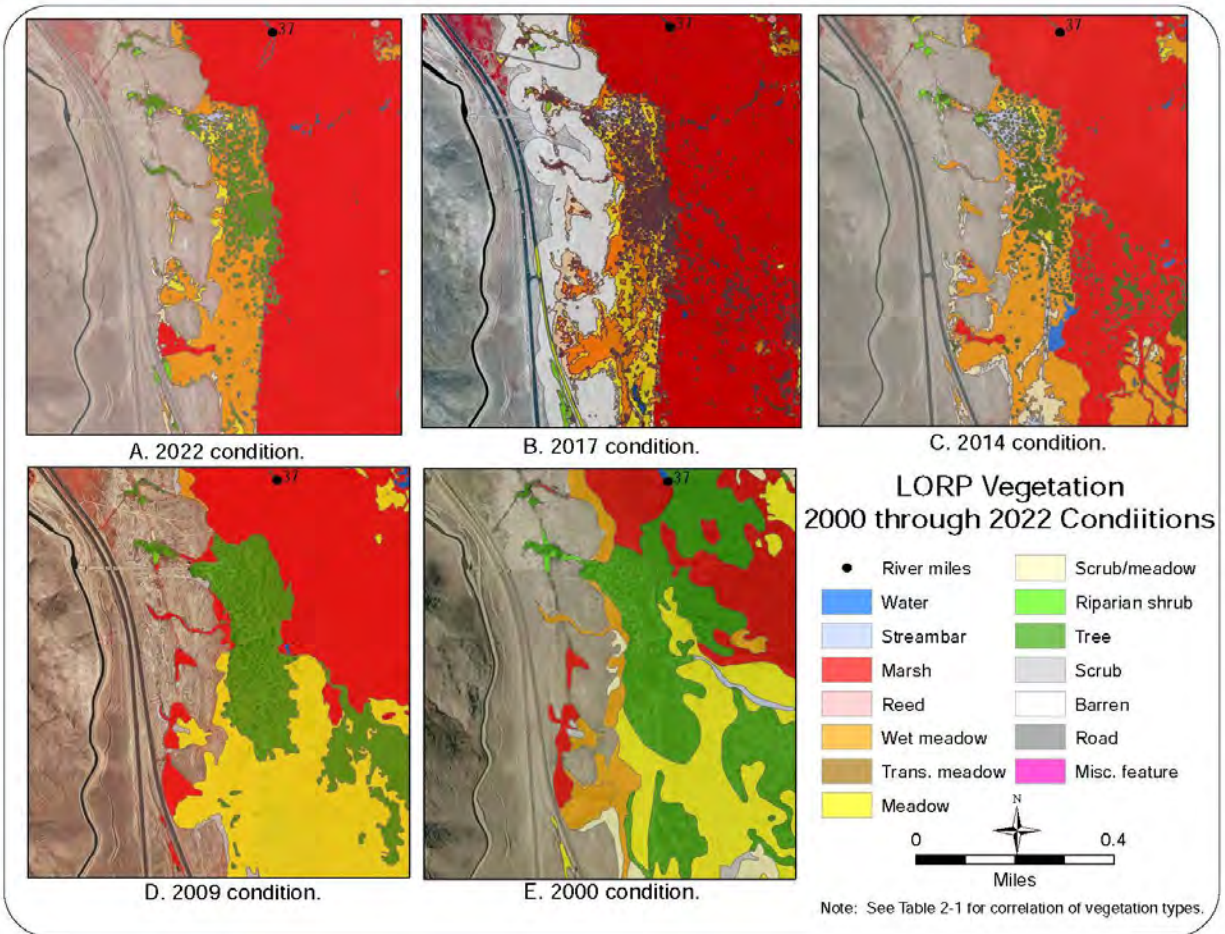 37
37
37
A. 2022 condition.
B. 2017 condition.
C. 2014 condition.
37
37
D. 2009 condition.
E. 2000 condition.
LORP Vegetation
2000 through 2022 Condiitions
River miles
Water
Streambar
Marsh
Reed
Wet meadow
Trans. meadow
Meadow
Scrub/meadow
Riparian shrub
Tree
Scrub
Barren
Road
Misc. feature
N
0 0.4
Miles
Note: See Table 2-1 for correlation of vegetation types.